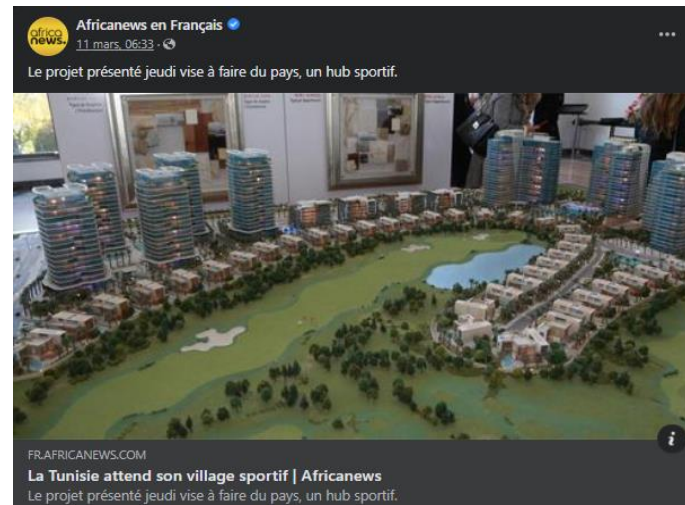 africa
news.
Africanews en Français
11 mars, 06:33
Le projet présenté jeudi vise à faire du pays, un hub sportif.
FR.AFRICANEWS.COM
La Tunisie attend son village sportif | Africanews
Le projet présenté jeudi vise à faire du pays, un hub sportif.